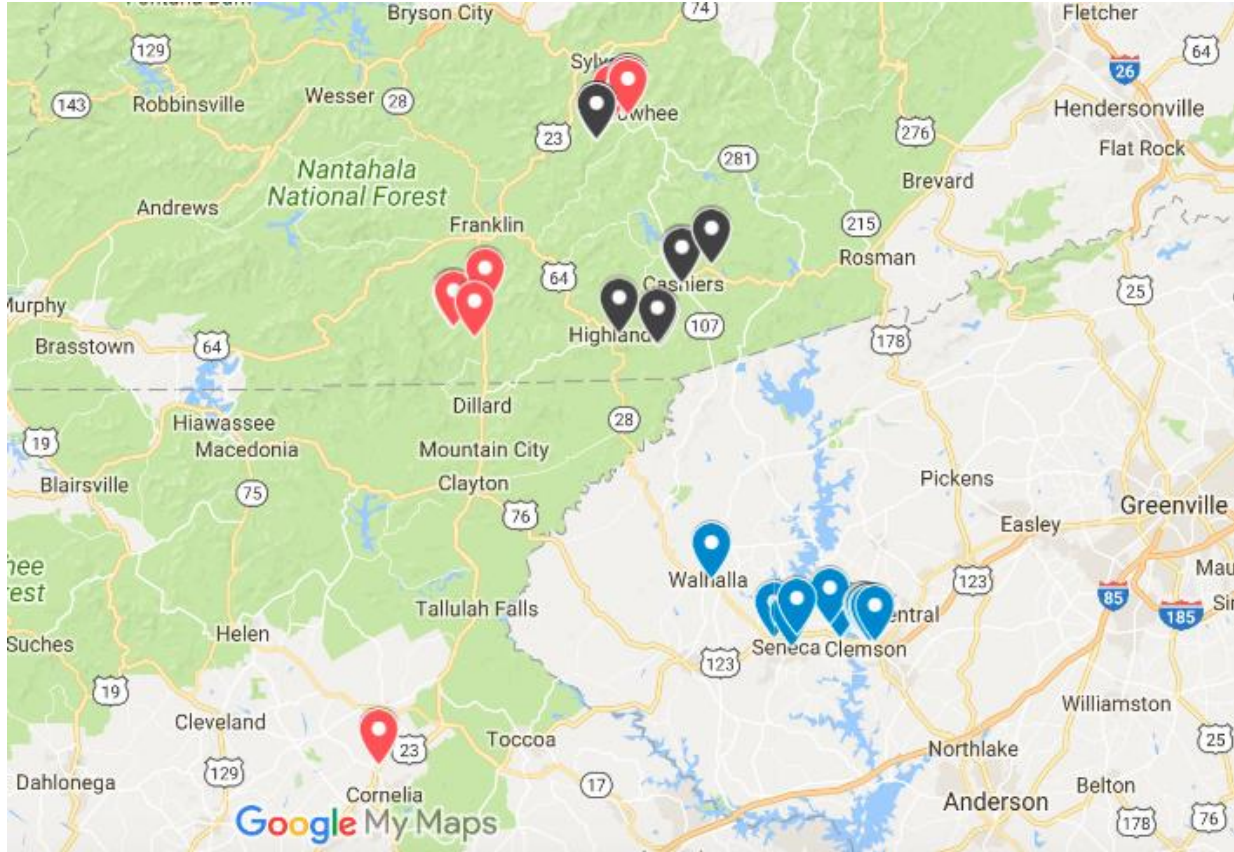 Bryson City
74
Fletcher
129
64
26
143
Robbinsville
Wesser
28
Hendersonville
23
276
Flat Rock
281
Nantahala
National Forest
Brevard
Andrews
Franklin
215
Rosman
64
Cashiers
25
Murphy
Highland
107
Brasstown
64
178
Dillard
28
Hiawassee
19
Macedonia
Mountain City
Blairsville
75
Clayton
Pickens
76
Greenville
Easley
Walhalla
123
85
Tallulah Falls
185
Suches
Helen
Seneca
Clemson
123
19
Williamston
Cleveland
Toccoa
23
Northlake
25
129
Dahlonega
17
Belton
Cornelia
Anderson
178
76
Google My Maps